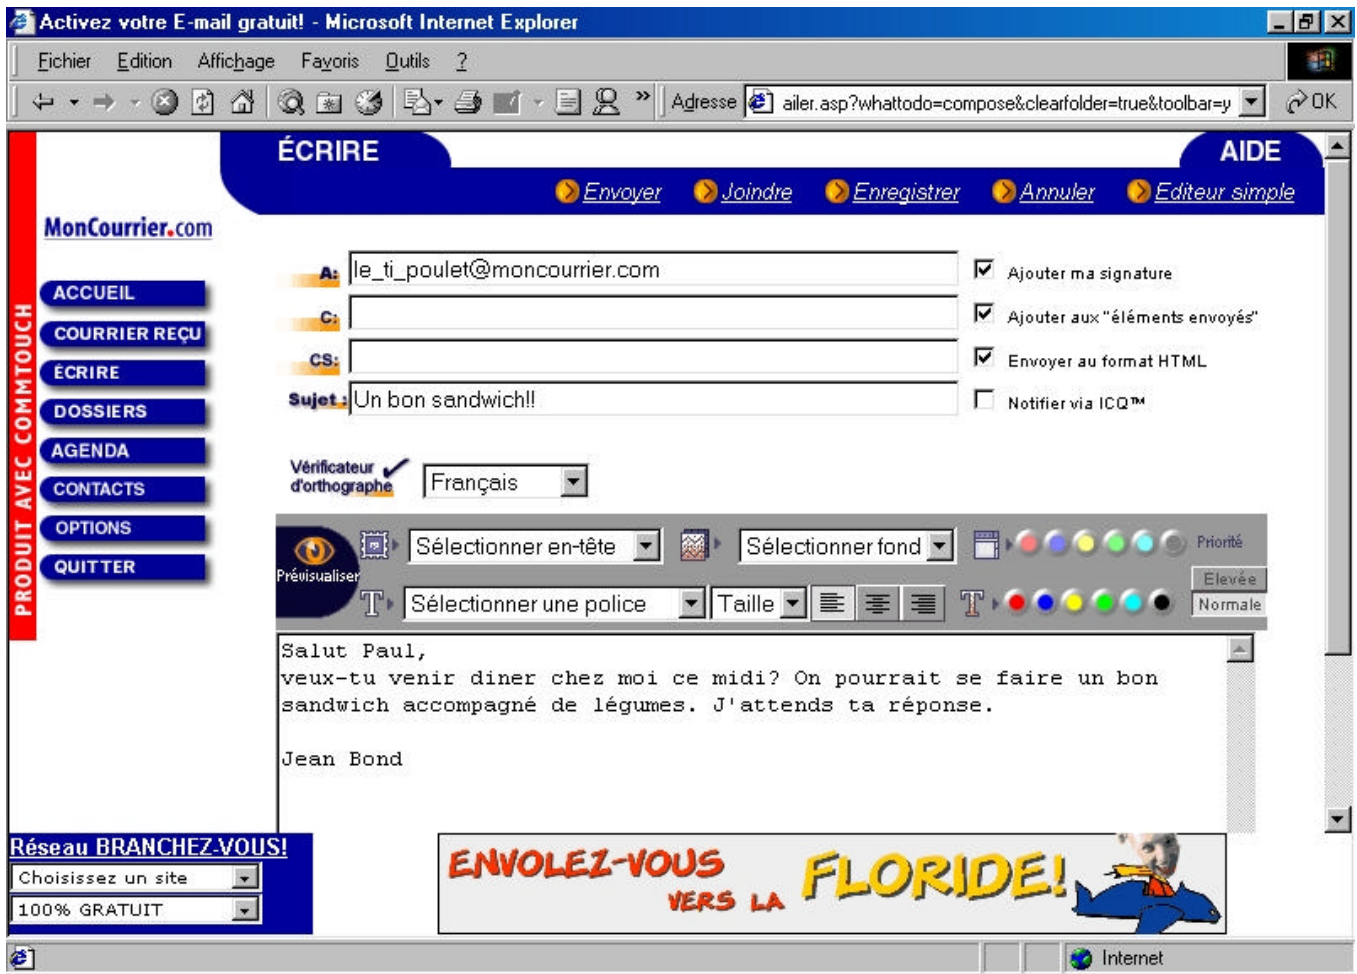 Activez votre E-mail gratuit! - Microsoft Internet Explorer
Fichier Edition Affichage Favoris Outils ?
» Adresse ailer.asp?whattodo=compose&clearfolder=true&toolbar=y OK
ÉCRIRE AIDE
Envoyer Joindre Enregistrer Annuler Editeur simple
MonCourrier.com
PRODUIT AVEC COMMTOUCH
ACCUEIL
COURRIER REÇU
ÉCRIRE
DOSSIERS
AGENDA
CONTACTS
OPTIONS
QUITTER
A: le_ti_poulet@moncourrier.com Ajouter ma signature
C: Ajouter aux "éléments envoyés"
CS: Envoyer au format HTML
Sujet : Un bon sandwich!! Notifier via ICQ™
Vérificateur
d'orthographe Français
Prévisualiser
Sélectionner en-tête Sélectionner fond Priorité
Elevée
Sélectionner une police Taille T T Normale
Salut Paul,
veux-tu venir diner chez moi ce midi? On pourrait se faire un bon
sandwich accompagné de légumes. J'attends ta réponse.
Jean Bond
Réseau BRANCHEZ-VOUS!
Choisissez un site
100% GRATUIT
ENVOLEZ-VOUS
VERS LA FLORIDE!
Internet